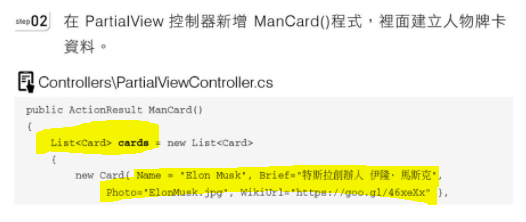 step02 在 PartialView 控制器新增 ManCard()程式，裡面建立人物牌卡
資料。
Controllers\PartialViewController.cs
public ActionResult ManCard()
{
List<Card> cards = new List<Card>
{
new Card{ Name = "Elon Musk", Brief="特斯拉創辦人 伊隆·馬斯克",
Photo="ElonMusk.jpg", WikiUrl="https://goo.gl/46xeXx" },